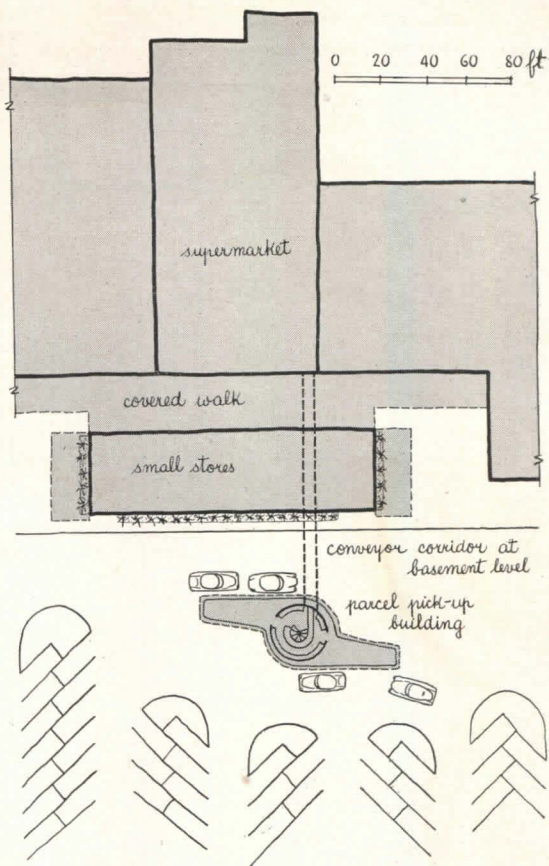 0 20 40 60 80 ft
supermarket
covered walk
small stores
conveyor corridor at
basement level
parcel pick-up
building